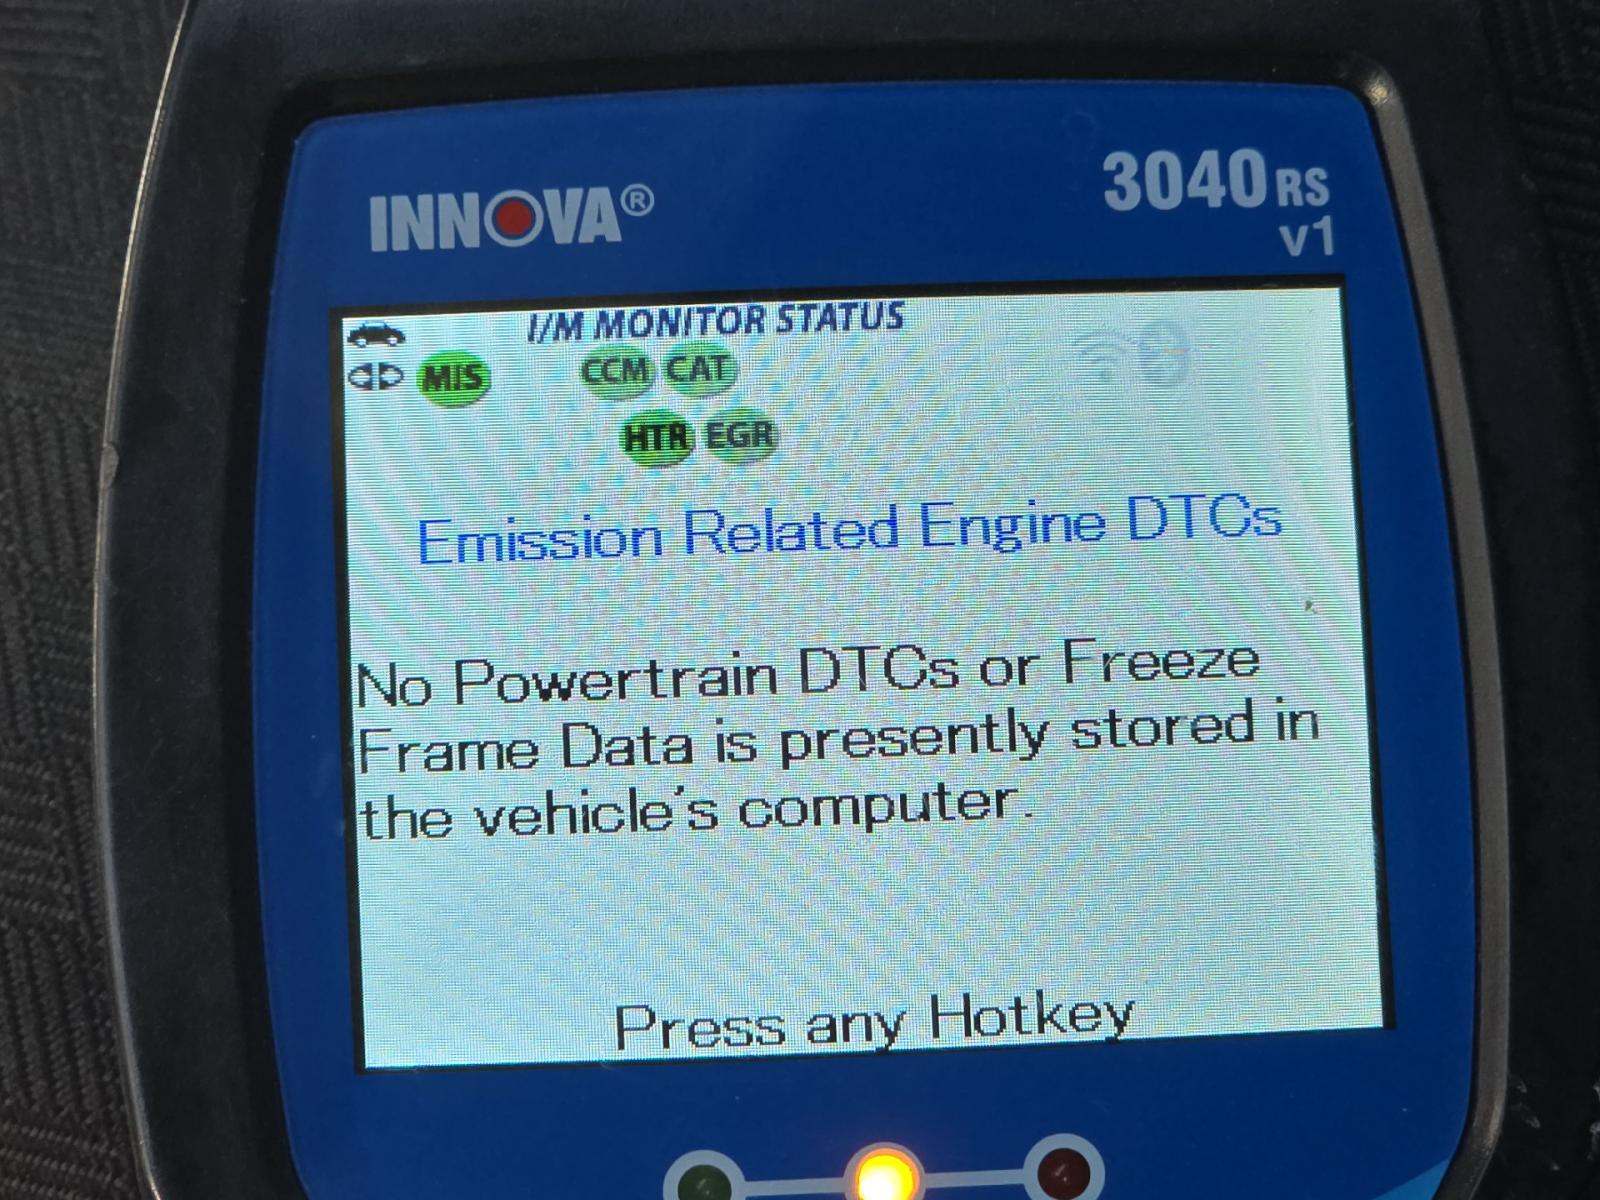 INNOVA®
3040RS
v1
I/M MONITOR STATUS
MIS CCM CAT
HTR EGR
Emission Related Engine DTCs
No Powertrain DTCs or Freeze
Frame Data is presently stored in
the vehicle's computer.
Press any Hotkey